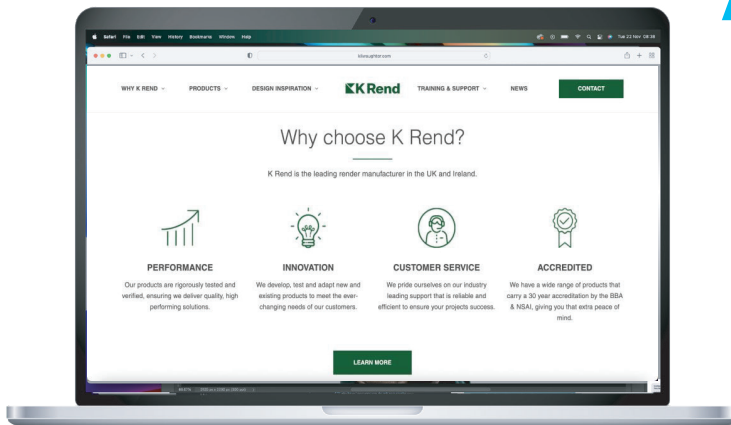 Safari File Edit View History Bookmarks Window Help
Tue 22 Nov 08:38
WHY K REND
PRODUCTS
DESIGN INSPIRATION
K Rend
TRAINING & SUPPORT
NEWS
CONTACT
Why choose K Rend?
K Rend is the leading render manufacturer in the UK and Ireland.
PERFORMANCE
Our products are rigorously tested and
verified, ensuring we deliver quality, high
performing solutions.
INNOVATION
We develop, test and adapt new and
existing products to meet the ever-
changing needs of our customers.
CUSTOMER SERVICE
We pride ourselves on our industry
leading support that is reliable and
efficient to ensure your projects success.
ACCREDITED
We have a wide range of products that
carry a 30 year accreditation by the BBA
& NSAI, giving you that extra peace of
mind.
LEARN MORE